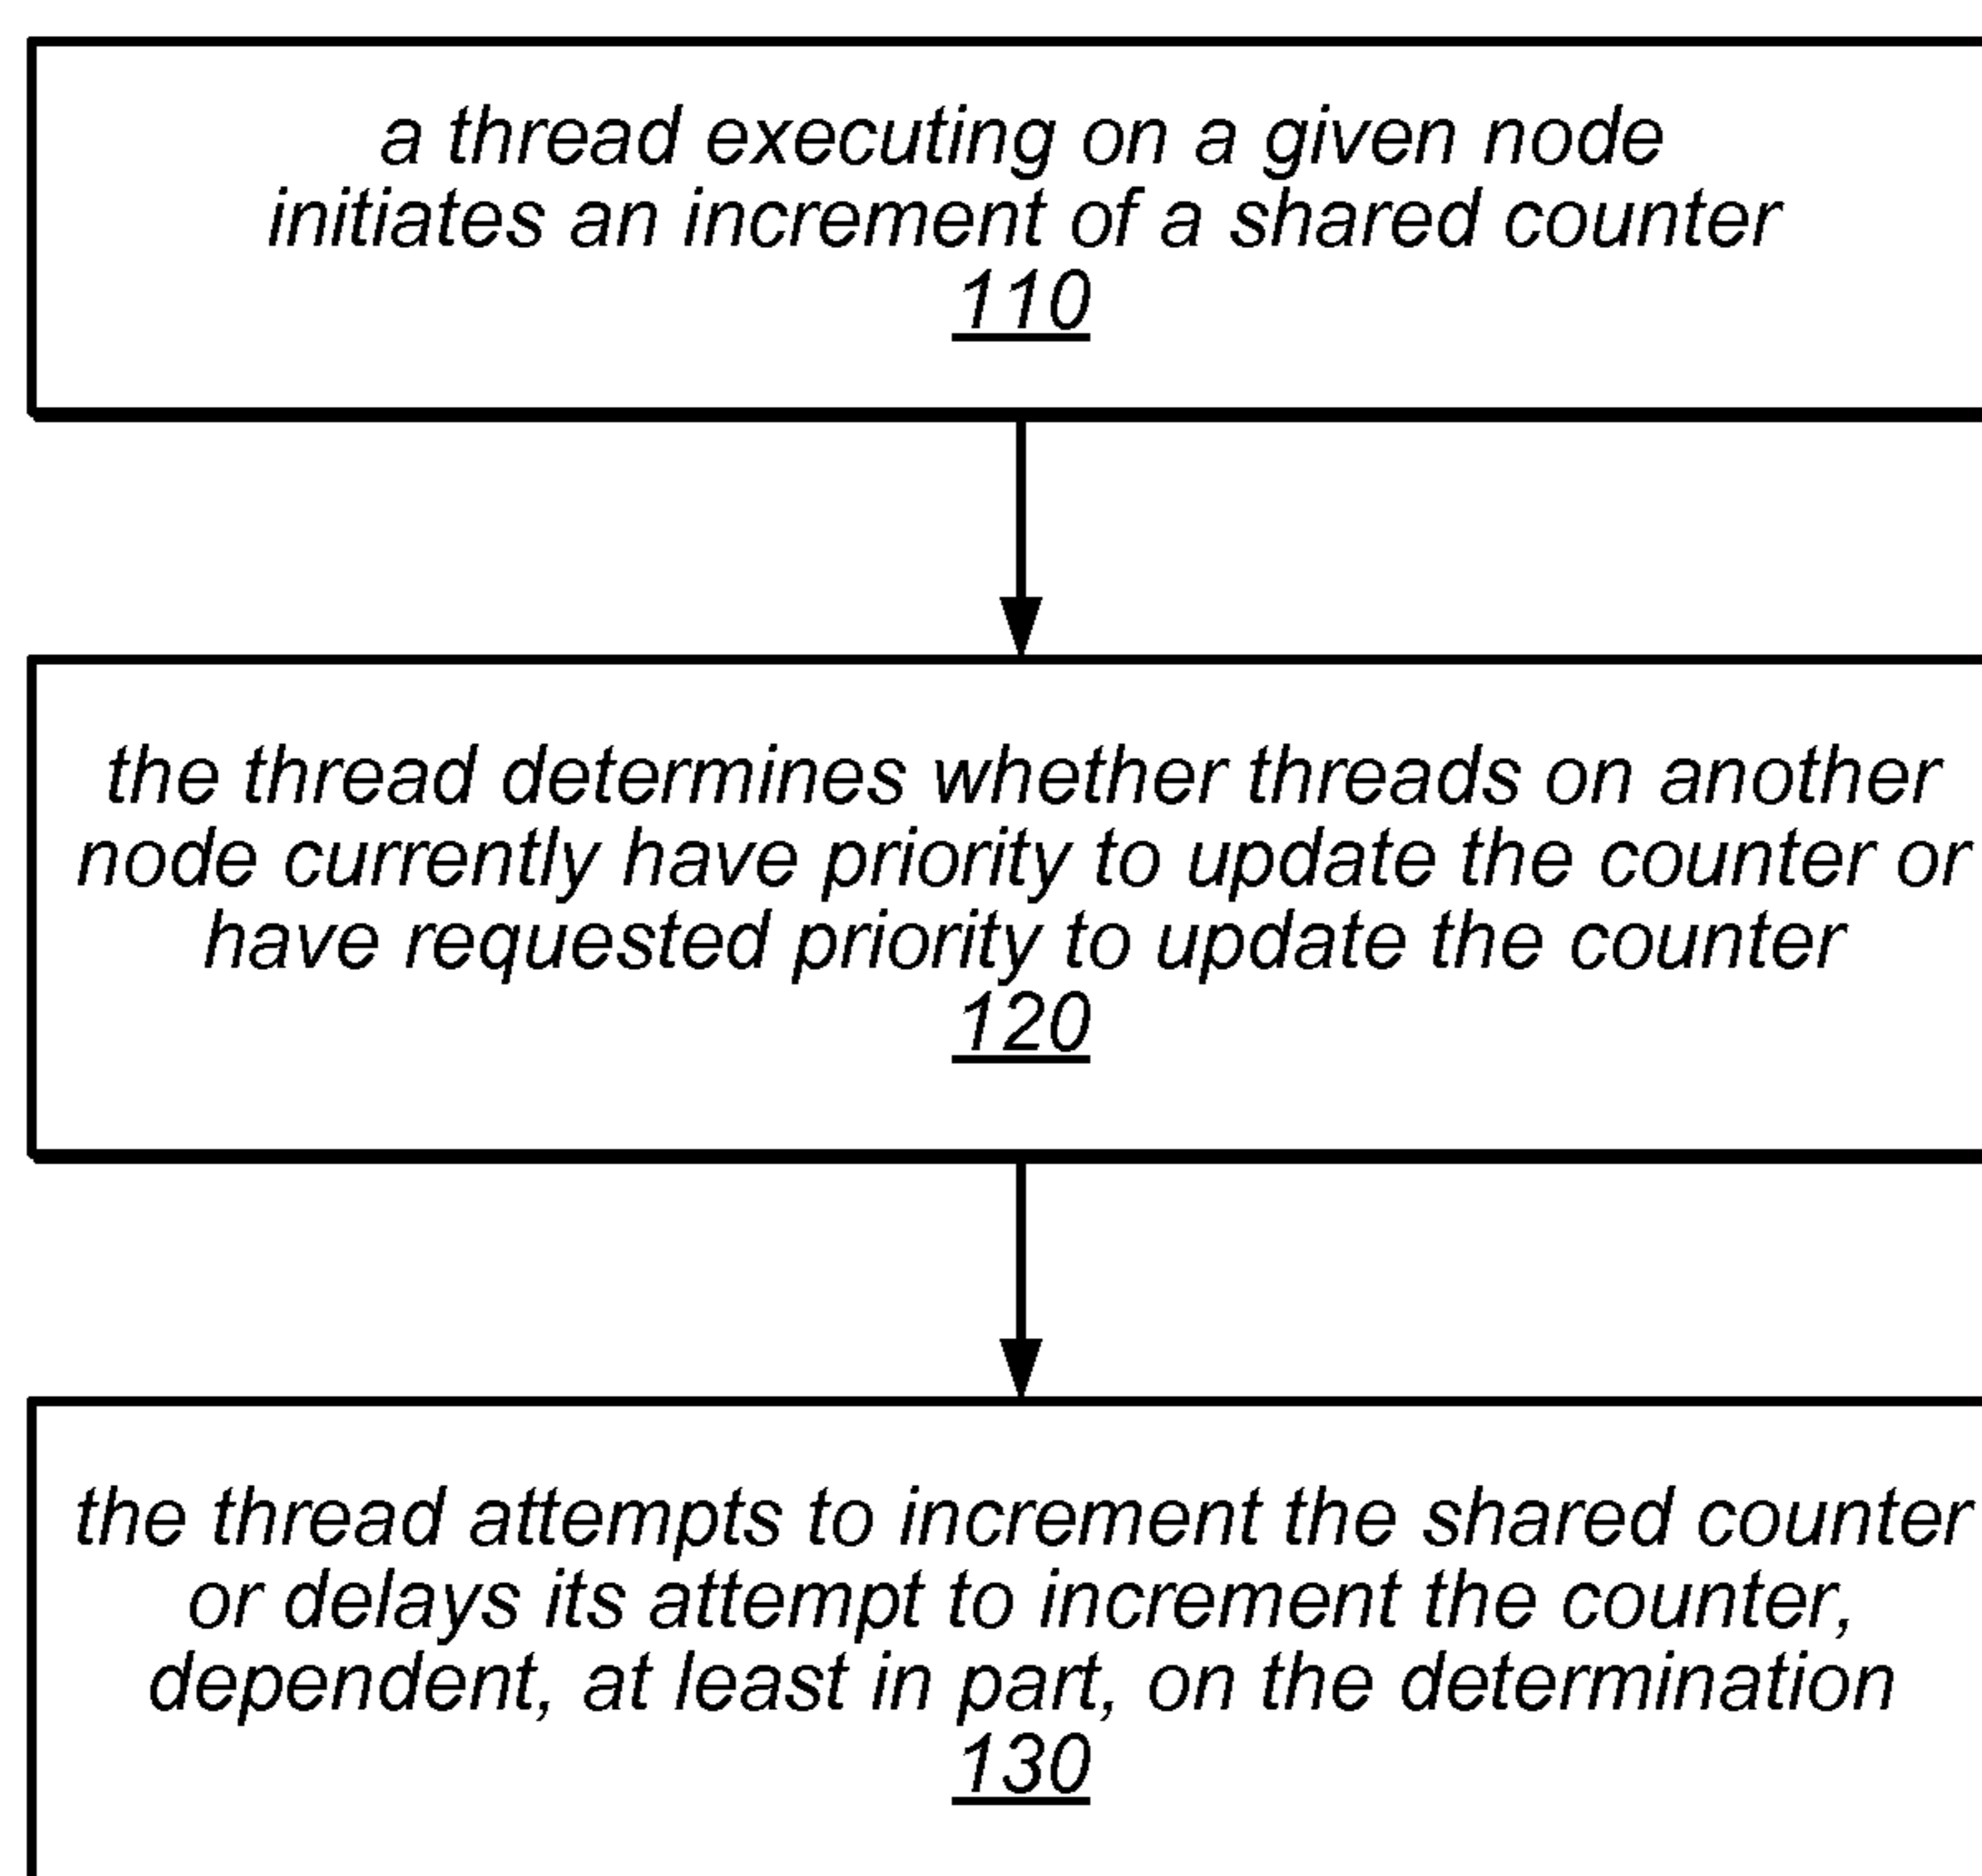 a thread executing on a given node
initiates an increment of a shared counter
110
the thread determines whether threads on another
node currently have priority to update the counter or
have requested priority to update the counter
120
the thread attempts to increment the shared counter
or delays its attempt to increment the counter,
dependent, at least in part, on the determination
130